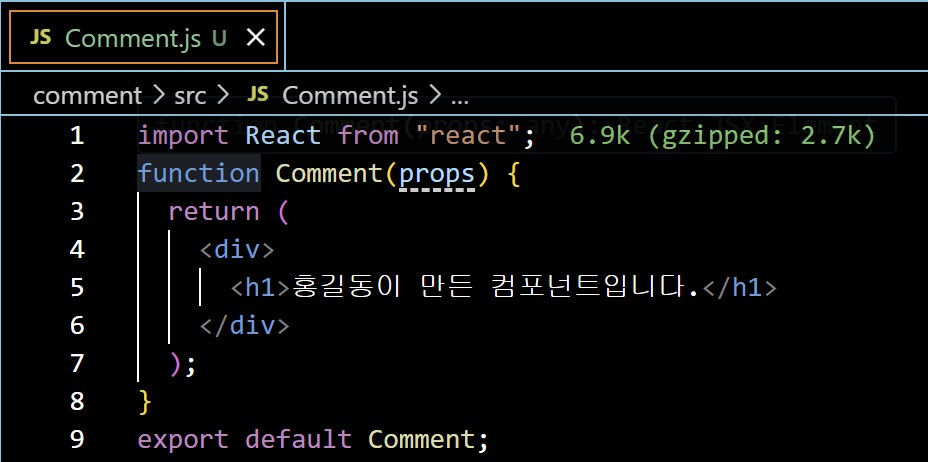 JS Comment.js U ×
comment > src > JS Comment.js > ...
1 import React from "react"; 6.9k (gzipped: 2.7k)
2 function Comment(props) {
3 return (
4 <div>
5 <h1>홍길동이 만든 컴포넌트입니다.</h1>
6 </div>
7 );
8 }
9 export default Comment;